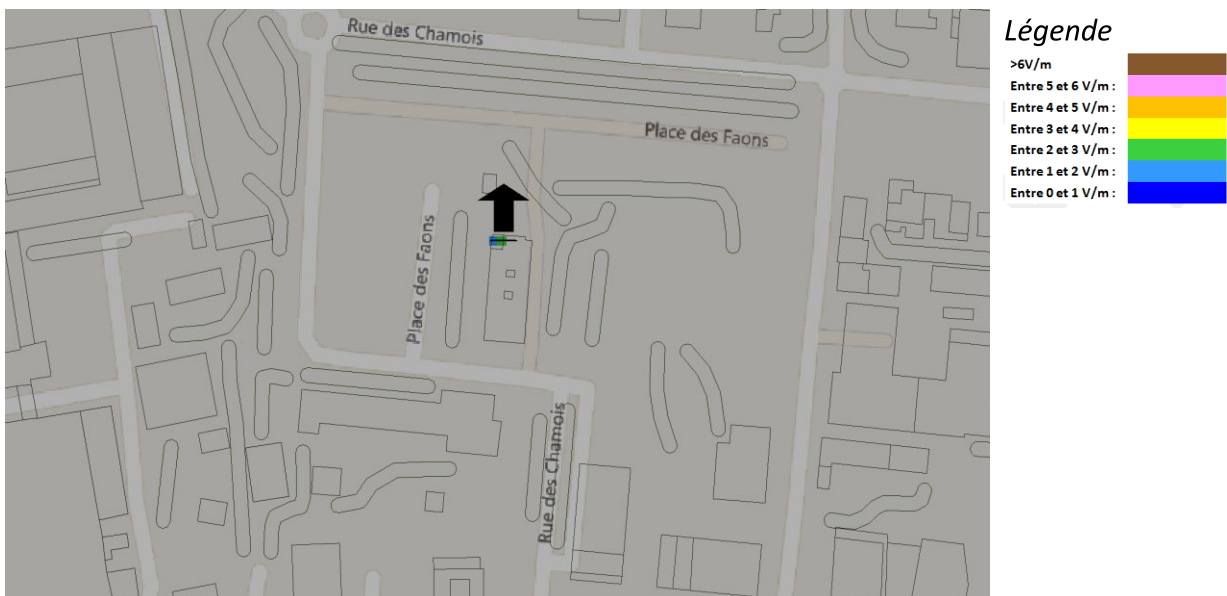 Rue des Chamois
Place des Faons
Place des Faons
Rue des Chamois
Légende
>6V/m
Entre 5 et 6 V/m :
Entre 4 et 5 V/m :
Entre 3 et 4 V/m :
Entre 2 et 3 V/m :
Entre 1 et 2 V/m :
Entre 0 et 1 V/m :